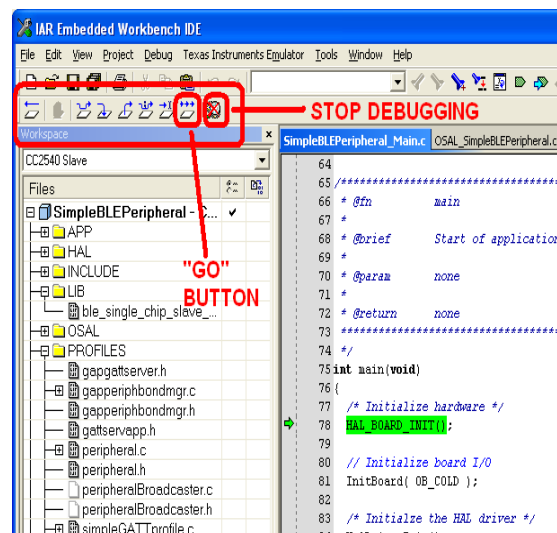 IAR Embedded Workbench IDE
File Edit View Project Debug Texas Instruments Emulator Tools Window Help
STOP DEBUGGING
Workspace
CC2540 Slave
Files
SimpleBLEPeripheral - C...
APP
HAL
INCLUDE
LIB
ble_single_chip_slave_...
OSAL
PROFILES
gapgattserver.h
gapperiphbondmgr.c
gapperiphbondmgr.h
gattservapp.h
peripheral.c
peripheral.h
peripheralBroadcaster.c
peripheralBroadcaster.h
simpleGATTprofile.c
"GO"
BUTTON
SimpleBLEPeripheral_Main.c OSAL_SimpleBLEPeripheral.c
64
65 /**********************************
66 * @fn main
67 *
68 * @brief Start of application
69 *
70 * @param none
71 *
72 * @return none
73 **********************************
74 */
75 int main(void)
76 {
77 /* Initialize hardware */
78 HAL_BOARD_INIT();
79
80 // Initialize board I/O
81 InitBoard( OB_COLD );
82
83 /* Initialze the HAL driver */